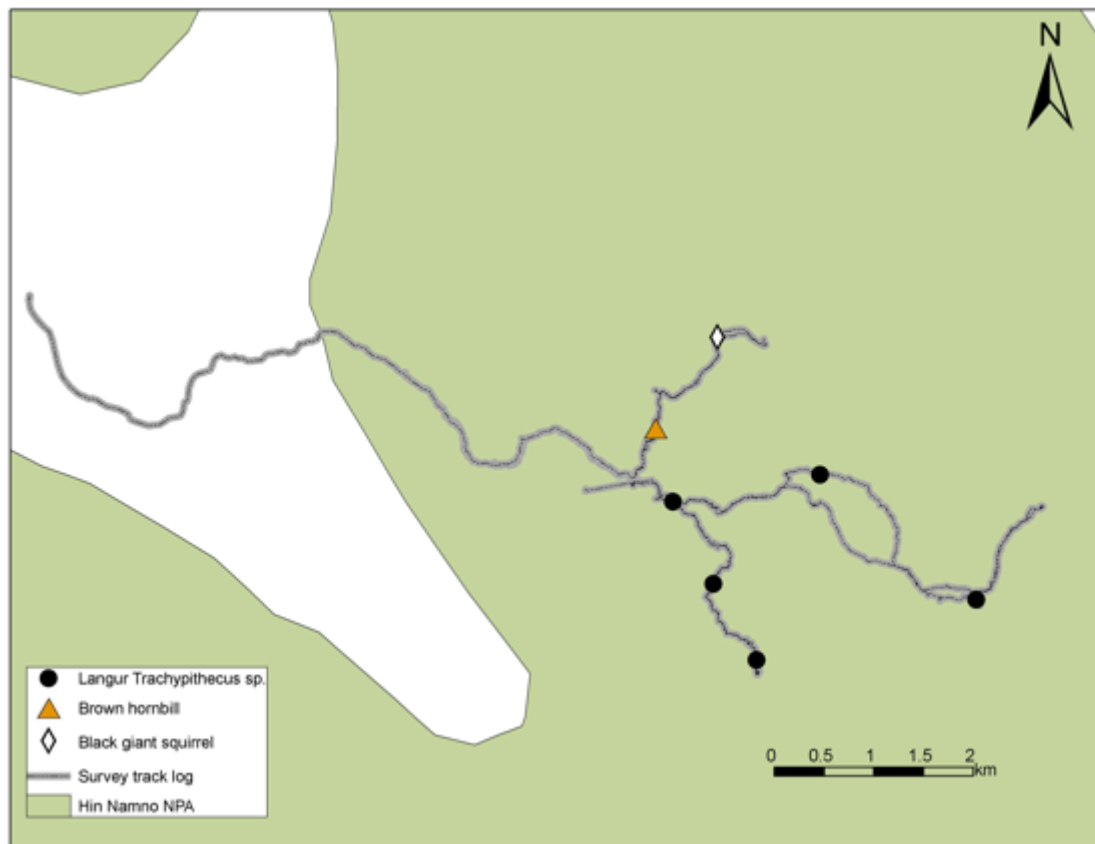 N
Langur Trachypithecus sp.
Brown hornbill
Black giant squirrel
Survey track log
Hin Namno NPA
0 0.5 1 1.5 2
km